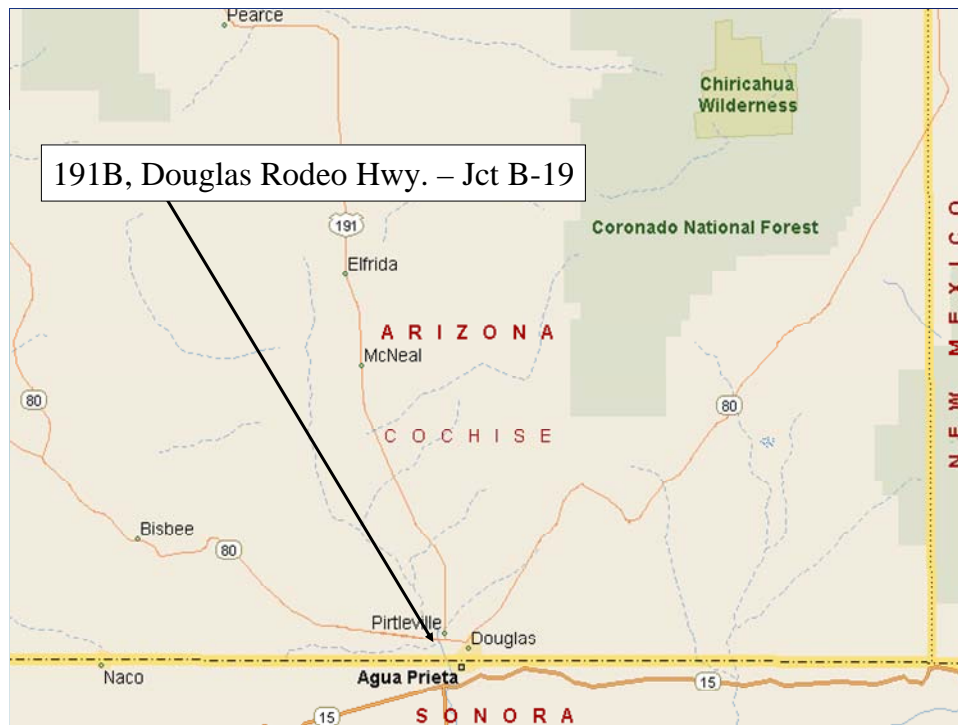 Pearce
Chiricahua
Wilderness
191B, Douglas Rodeo Hwy. – Jct B-19
191
Coronado National Forest
Elfrida
ARIZONA
NEW MEXICO
McNeal
80
80
COCHISE
Bisbee
80
Pirtleville
Douglas
Naco
Agua Prieta
15
15
SONORA